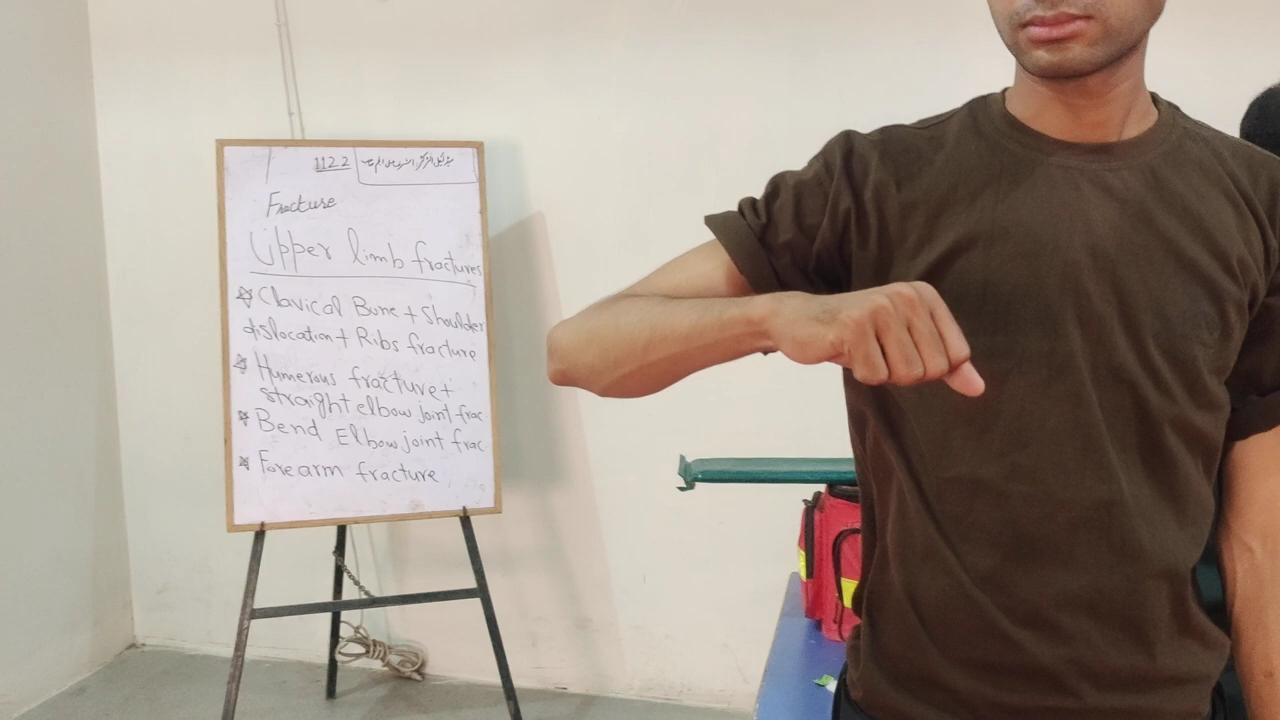 1122
Fracture
Upper limb fractures
Clavical Bone + Shoulder
dislocation + Ribs fracture
Humerous fracture +
straight elbow joint frac
Bend Elbow joint frac
Forearm fracture